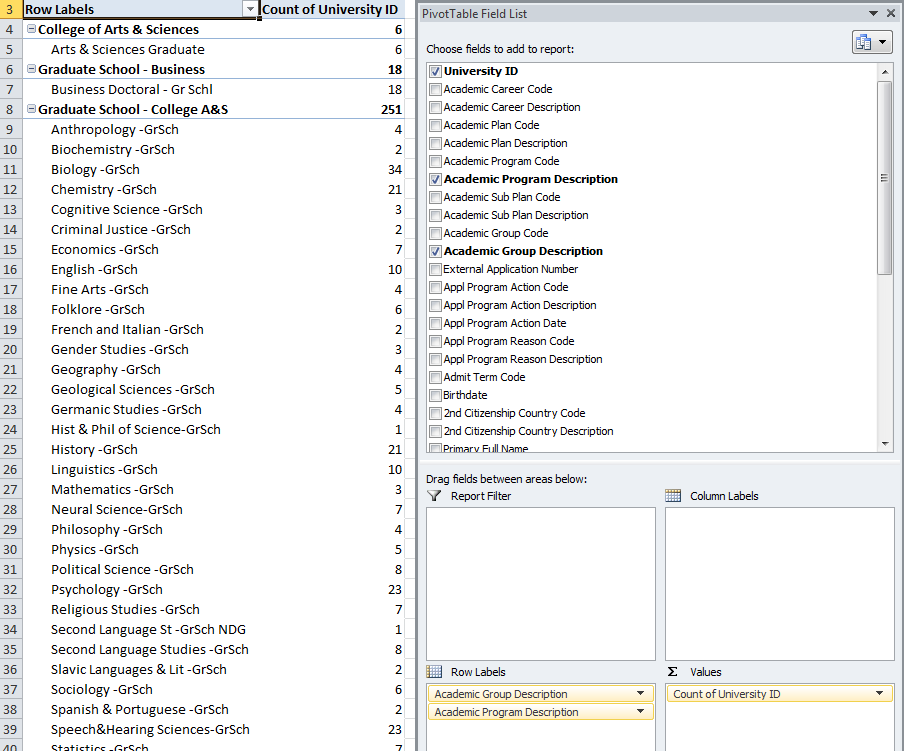 3 Row Labels Count of University ID
4 College of Arts & Sciences 6
5 Arts & Sciences Graduate 6
6 Graduate School - Business 18
7 Business Doctoral - Gr Schl 18
8 Graduate School - College A&S 251
9 Anthropology -GrSch 4
10 Biochemistry -GrSch 2
11 Biology -GrSch 34
12 Chemistry -GrSch 21
13 Cognitive Science -GrSch 3
14 Criminal Justice -GrSch 2
15 Economics -GrSch 7
16 English -GrSch 10
17 Fine Arts -GrSch 4
18 Folklore -GrSch 6
19 French and Italian -GrSch 2
20 Gender Studies -GrSch 3
21 Geography -GrSch 4
22 Geological Sciences -GrSch 5
23 Germanic Studies -GrSch 4
24 Hist & Phil of Science-GrSch 1
25 History -GrSch 21
26 Linguistics -GrSch 10
27 Mathematics -GrSch 3
28 Neural Science-GrSch 7
29 Philosophy -GrSch 4
30 Physics -GrSch 5
31 Political Science -GrSch 8
32 Psychology -GrSch 23
33 Religious Studies -GrSch 7
34 Second Language St -GrSch NDG 1
35 Second Language Studies -GrSch 8
36 Slavic Languages & Lit -GrSch 2
37 Sociology -GrSch 6
38 Spanish & Portuguese -GrSch 2
39 Speech&Hearing Sciences-GrSch 23
40 Statistics -GrSch 7
PivotTable Field List
Choose fields to add to report:
University ID
Academic Career Code
Academic Career Description
Academic Plan Code
Academic Plan Description
Academic Program Code
Academic Program Description
Academic Sub Plan Code
Academic Sub Plan Description
Academic Group Code
Academic Group Description
External Application Number
Appl Program Action Code
Appl Program Action Description
Appl Program Action Date
Appl Program Reason Code
Appl Program Reason Description
Admit Term Code
Birthdate
2nd Citizenship Country Code
2nd Citizenship Country Description
Primary Full Name
Drag fields between areas below:
Report Filter
Column Labels
Row Labels
Academic Group Description
Academic Program Description
Σ Values
Count of University ID